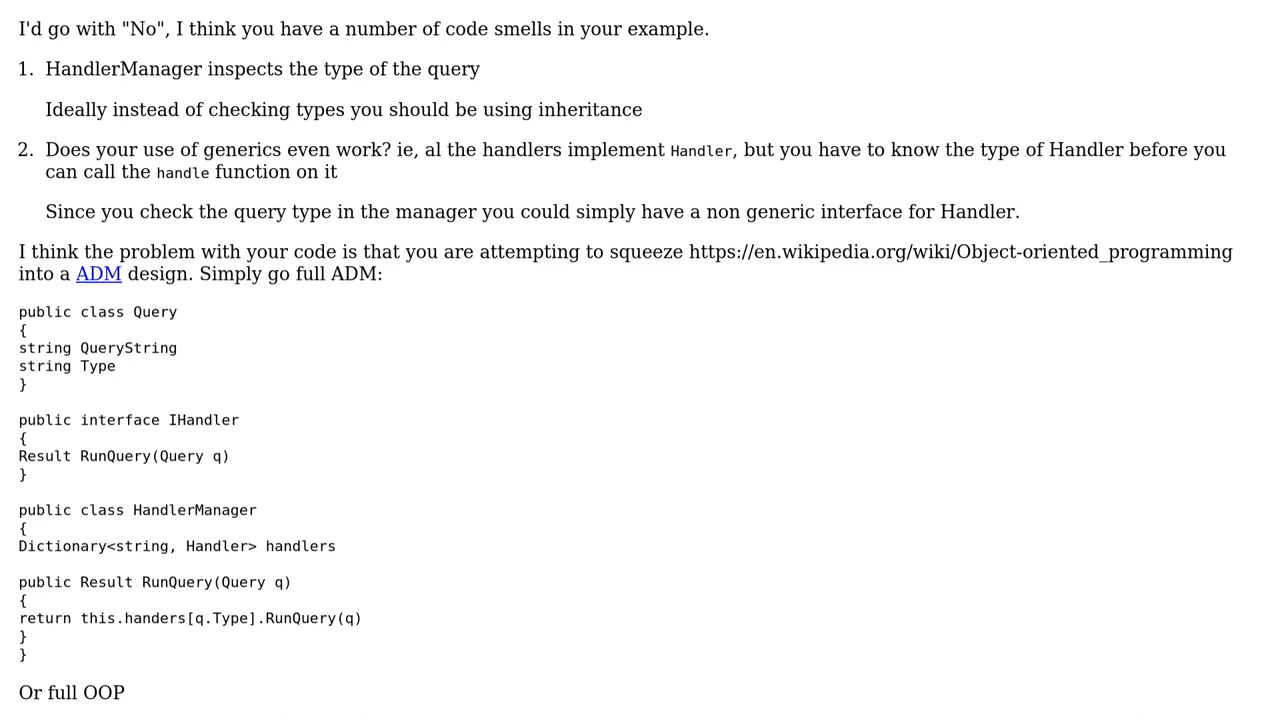 I'd go with "No", I think you have a number of code smells in your example.
1. HandlerManager inspects the type of the query
Ideally instead of checking types you should be using inheritance
2. Does your use of generics even work? ie, al the handlers implement Handler, but you have to know the type of Handler before you
can call the handle function on it
Since you check the query type in the manager you could simply have a non generic interface for Handler.
I think the problem with your code is that you are attempting to squeeze https://en.wikipedia.org/wiki/Object-oriented_programming
into a ADM design. Simply go full ADM:
public class Query
{
string QueryString
string Type
}
public interface IHandler
{
Result RunQuery(Query q)
}
public class HandlerManager
{
Dictionary<string, Handler> handlers
public Result RunQuery(Query q)
{
return this.handers[q.Type].RunQuery(q)
}
}
Or full OOP